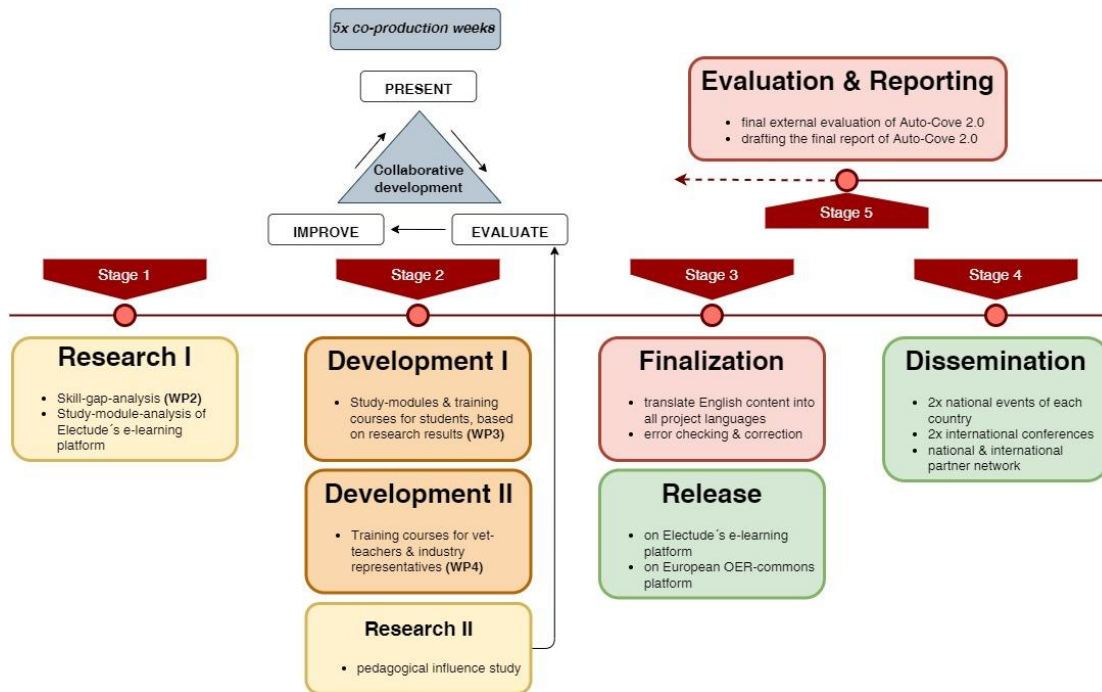 5x co-production weeks
PRESENT
Collaborative
development
IMPROVE
EVALUATE
Evaluation & Reporting
• final external evaluation of Auto-Cove 2.0
• drafting the final report of Auto-Cove 2.0
Stage 5
Stage 1
Stage 2
Stage 3
Stage 4
Research I
• Skill-gap-analysis (WP2)
• Study-module-analysis of
Electude´s e-learning
platform
Development I
• Study-modules & training
courses for students, based
on research results (WP3)
Development II
• Training courses for vet-
teachers & industry
representatives (WP4)
Research II
• pedagogical influence study
Finalization
• translate English content into
all project languages
• error checking & correction
Release
• on Electude´s e-learning
platform
• on European OER-commons
platform
Dissemination
• 2x national events of each
country
• 2x international conferences
• national & international
partner network